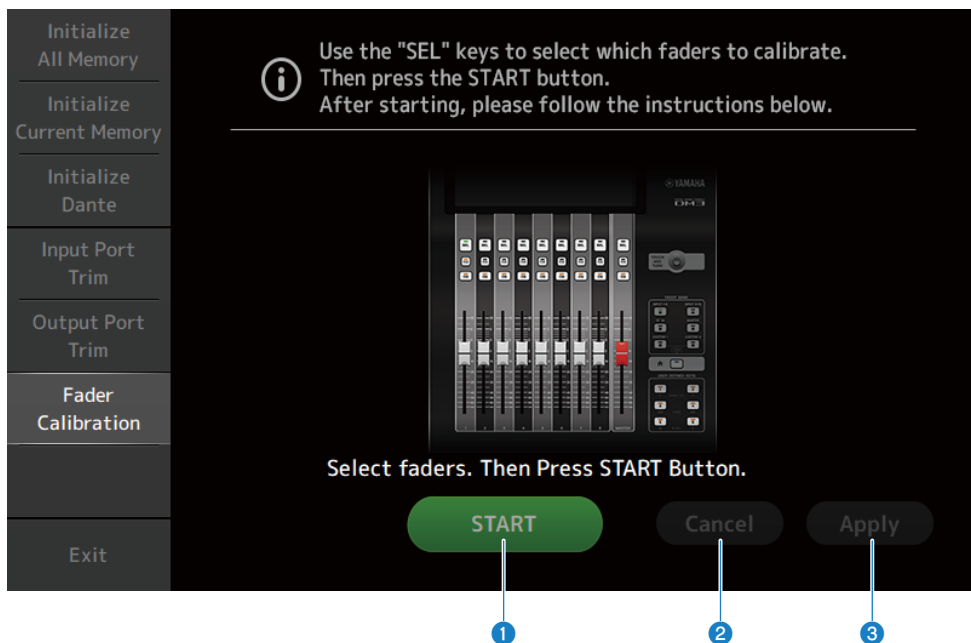 Initialize
All Memory
Initialize
Current Memory
Initialize
Dante
Input Port
Trim
Output Port
Trim
Fader
Calibration
Exit
Use the "SEL" keys to select which faders to calibrate.
Then press the START button.
After starting, please follow the instructions below.
YAMAHA
DM3
Select faders. Then Press START Button.
START
Cancel
Apply
1
2
3